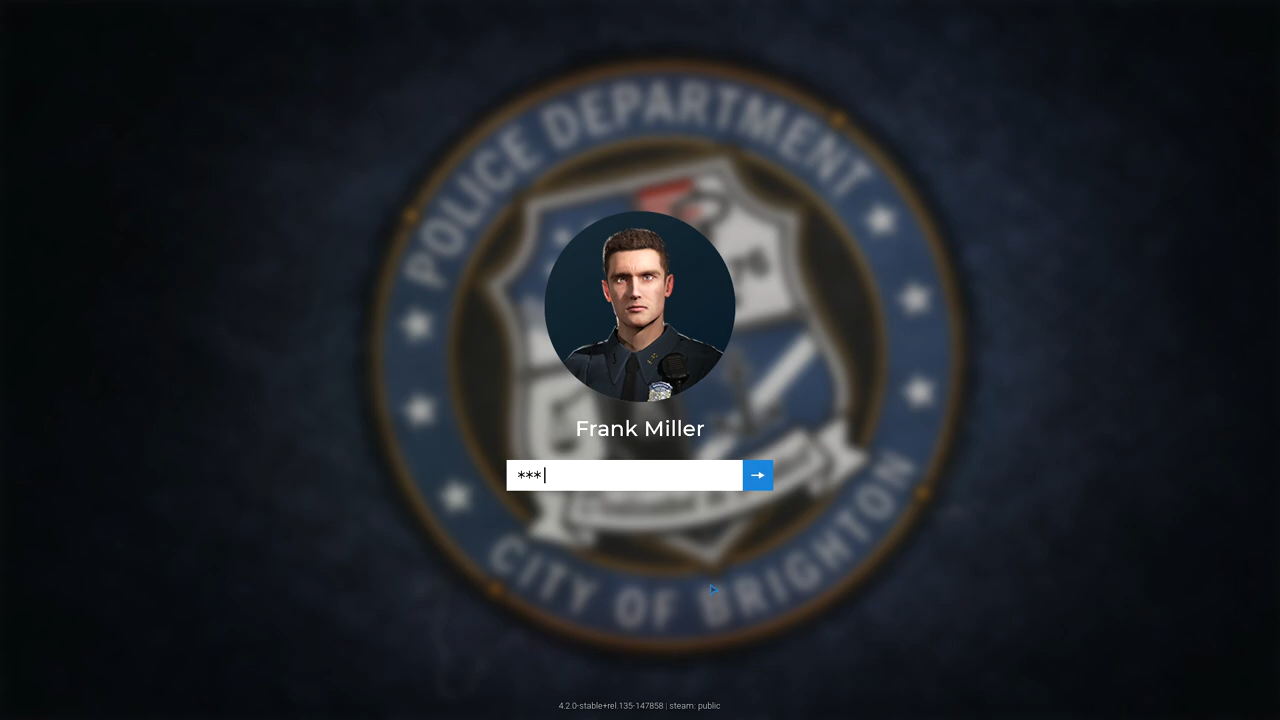 POLICE DEPARTMENT
Frank Miller
***
CITY OF BRIGHTON
4.2.0-stable+rel.135-147858 | steam: public